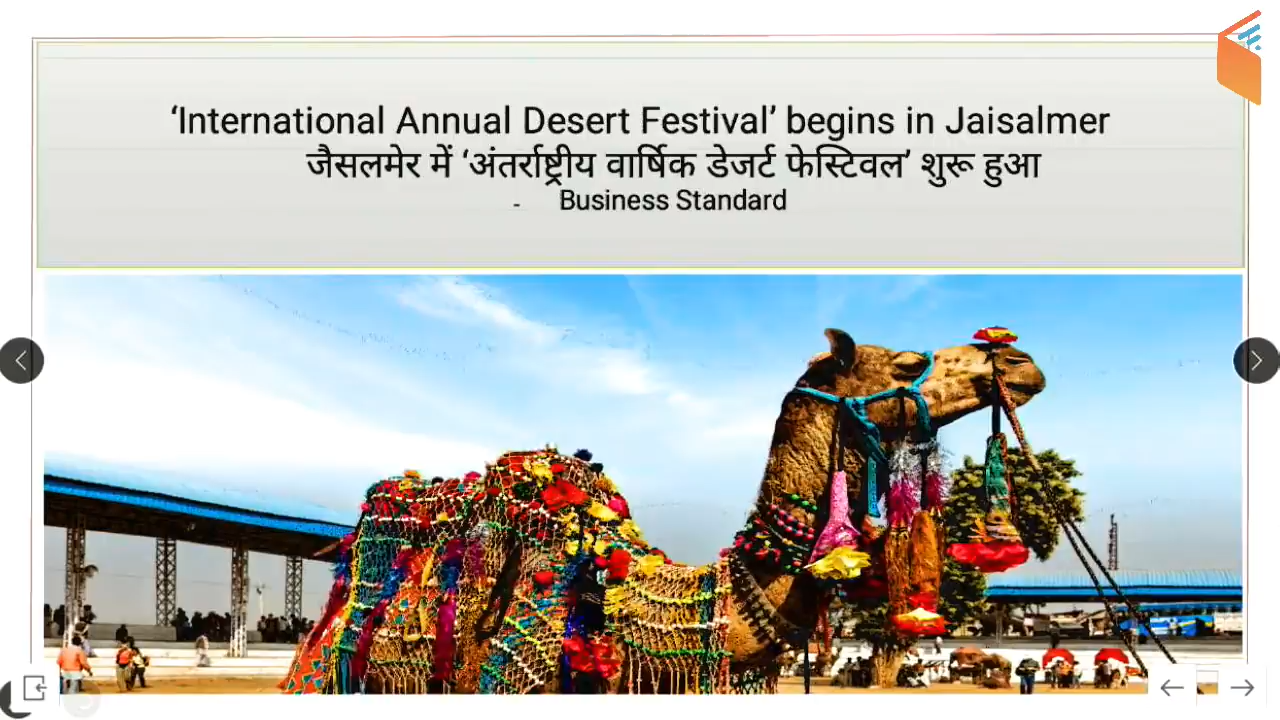 ‘International Annual Desert Festival’ begins in Jaisalmer
जैसलमेर में ‘अंतर्राष्ट्रीय वार्षिक डेजर्ट फेस्टिवल’ शुरू हुआ
- Business Standard